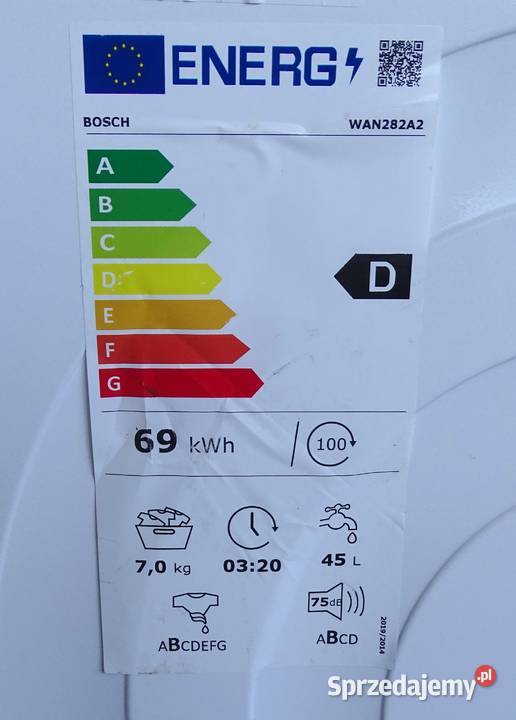 ENERG
BOSCH WAN282A2
A
B
C
D
D
E
F
G
69 kWh / 100
7,0 kg 03:20 45 L
75dB
ABCDEFG ABCD
2019/2014
Sprzedajemy.pl